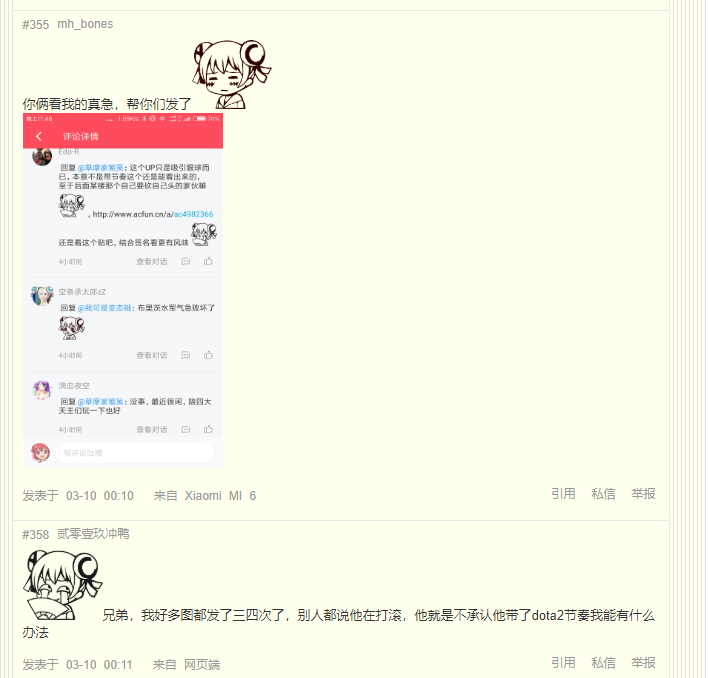 #355 mh_bones
你俩看我的真急，帮你们发了
晚上11:48 ... 1.05K/s 70%
评论详情
Edo-R
回复 @草摩家紫吴：这个UP只是吸引眼球而
已，本意不是带节奏这个还是能看出来的，
至于后面某楼那个自己要砍自己头的家伙嘛
，http://www.acfun.cn/a/ac4982366
还是看这个贴吧，结合签名看更有风味
4小时前 查看对话
空条承太郎zZ
回复 @我可是变态哦：布里茨水军气急败坏了
4小时前 查看对话
滴血夜空
回复 @草摩家紫吴：没事，最近很闲，陪四大
天王们玩一下也好
4小时前 查看对话
写评论吐槽
发表于 03-10 00:10 来自 Xiaomi MI 6 引用 私信 举报
#358 贰零壹玖冲鸭
兄弟，我好多图都发了三四次了，别人都说他在打滚，他就是不承认他带了dota2节奏我能有什么
办法
发表于 03-10 00:11 来自 网页端 引用 私信 举报